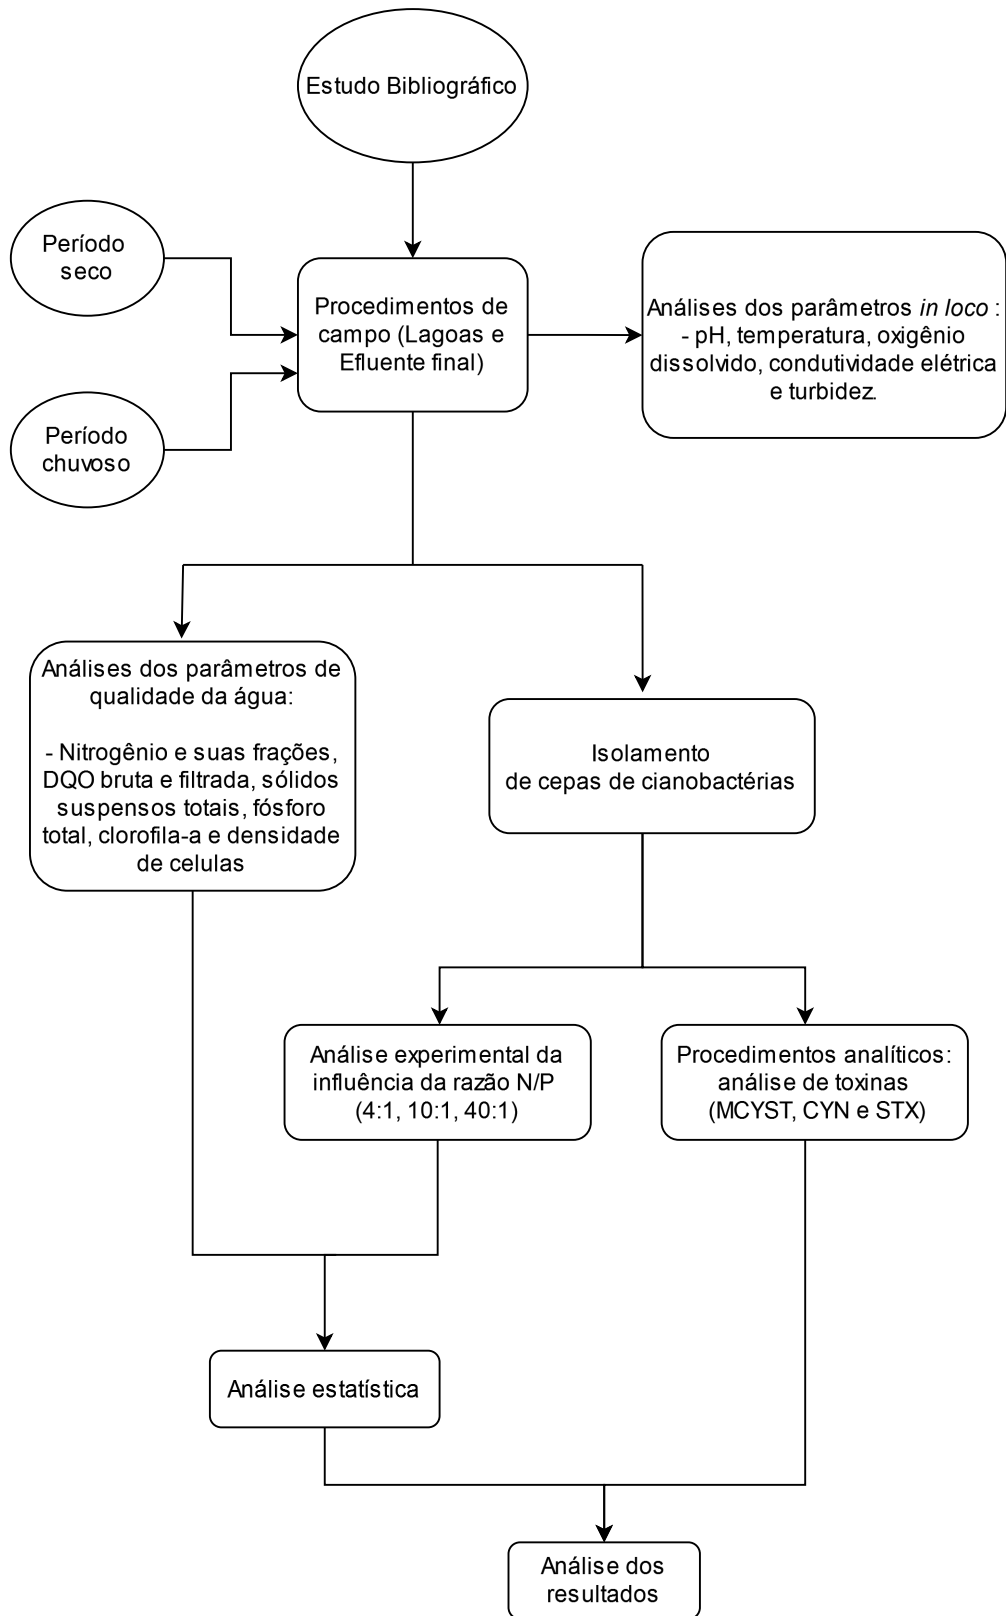 Estudo Bibliográfico
Período
seco
Procedimentos de
campo (Lagoas e
Efluente final)
Análises dos parâmetros in loco :
- pH, temperatura, oxigênio
dissolvido, condutividade elétrica
e turbidez.
Período
chuvoso
Análises dos parâmetros de
qualidade da água:
- Nitrogênio e suas frações,
DQO bruta e filtrada, sólidos
suspensos totais, fósforo
total, clorofila-a e densidade
de celulas
Isolamento
de cepas de cianobactérias
Análise experimental da
influência da razão N/P
(4:1, 10:1, 40:1)
Procedimentos analíticos:
análise de toxinas
(MCYST, CYN e STX)
Análise estatística
Análise dos
resultados